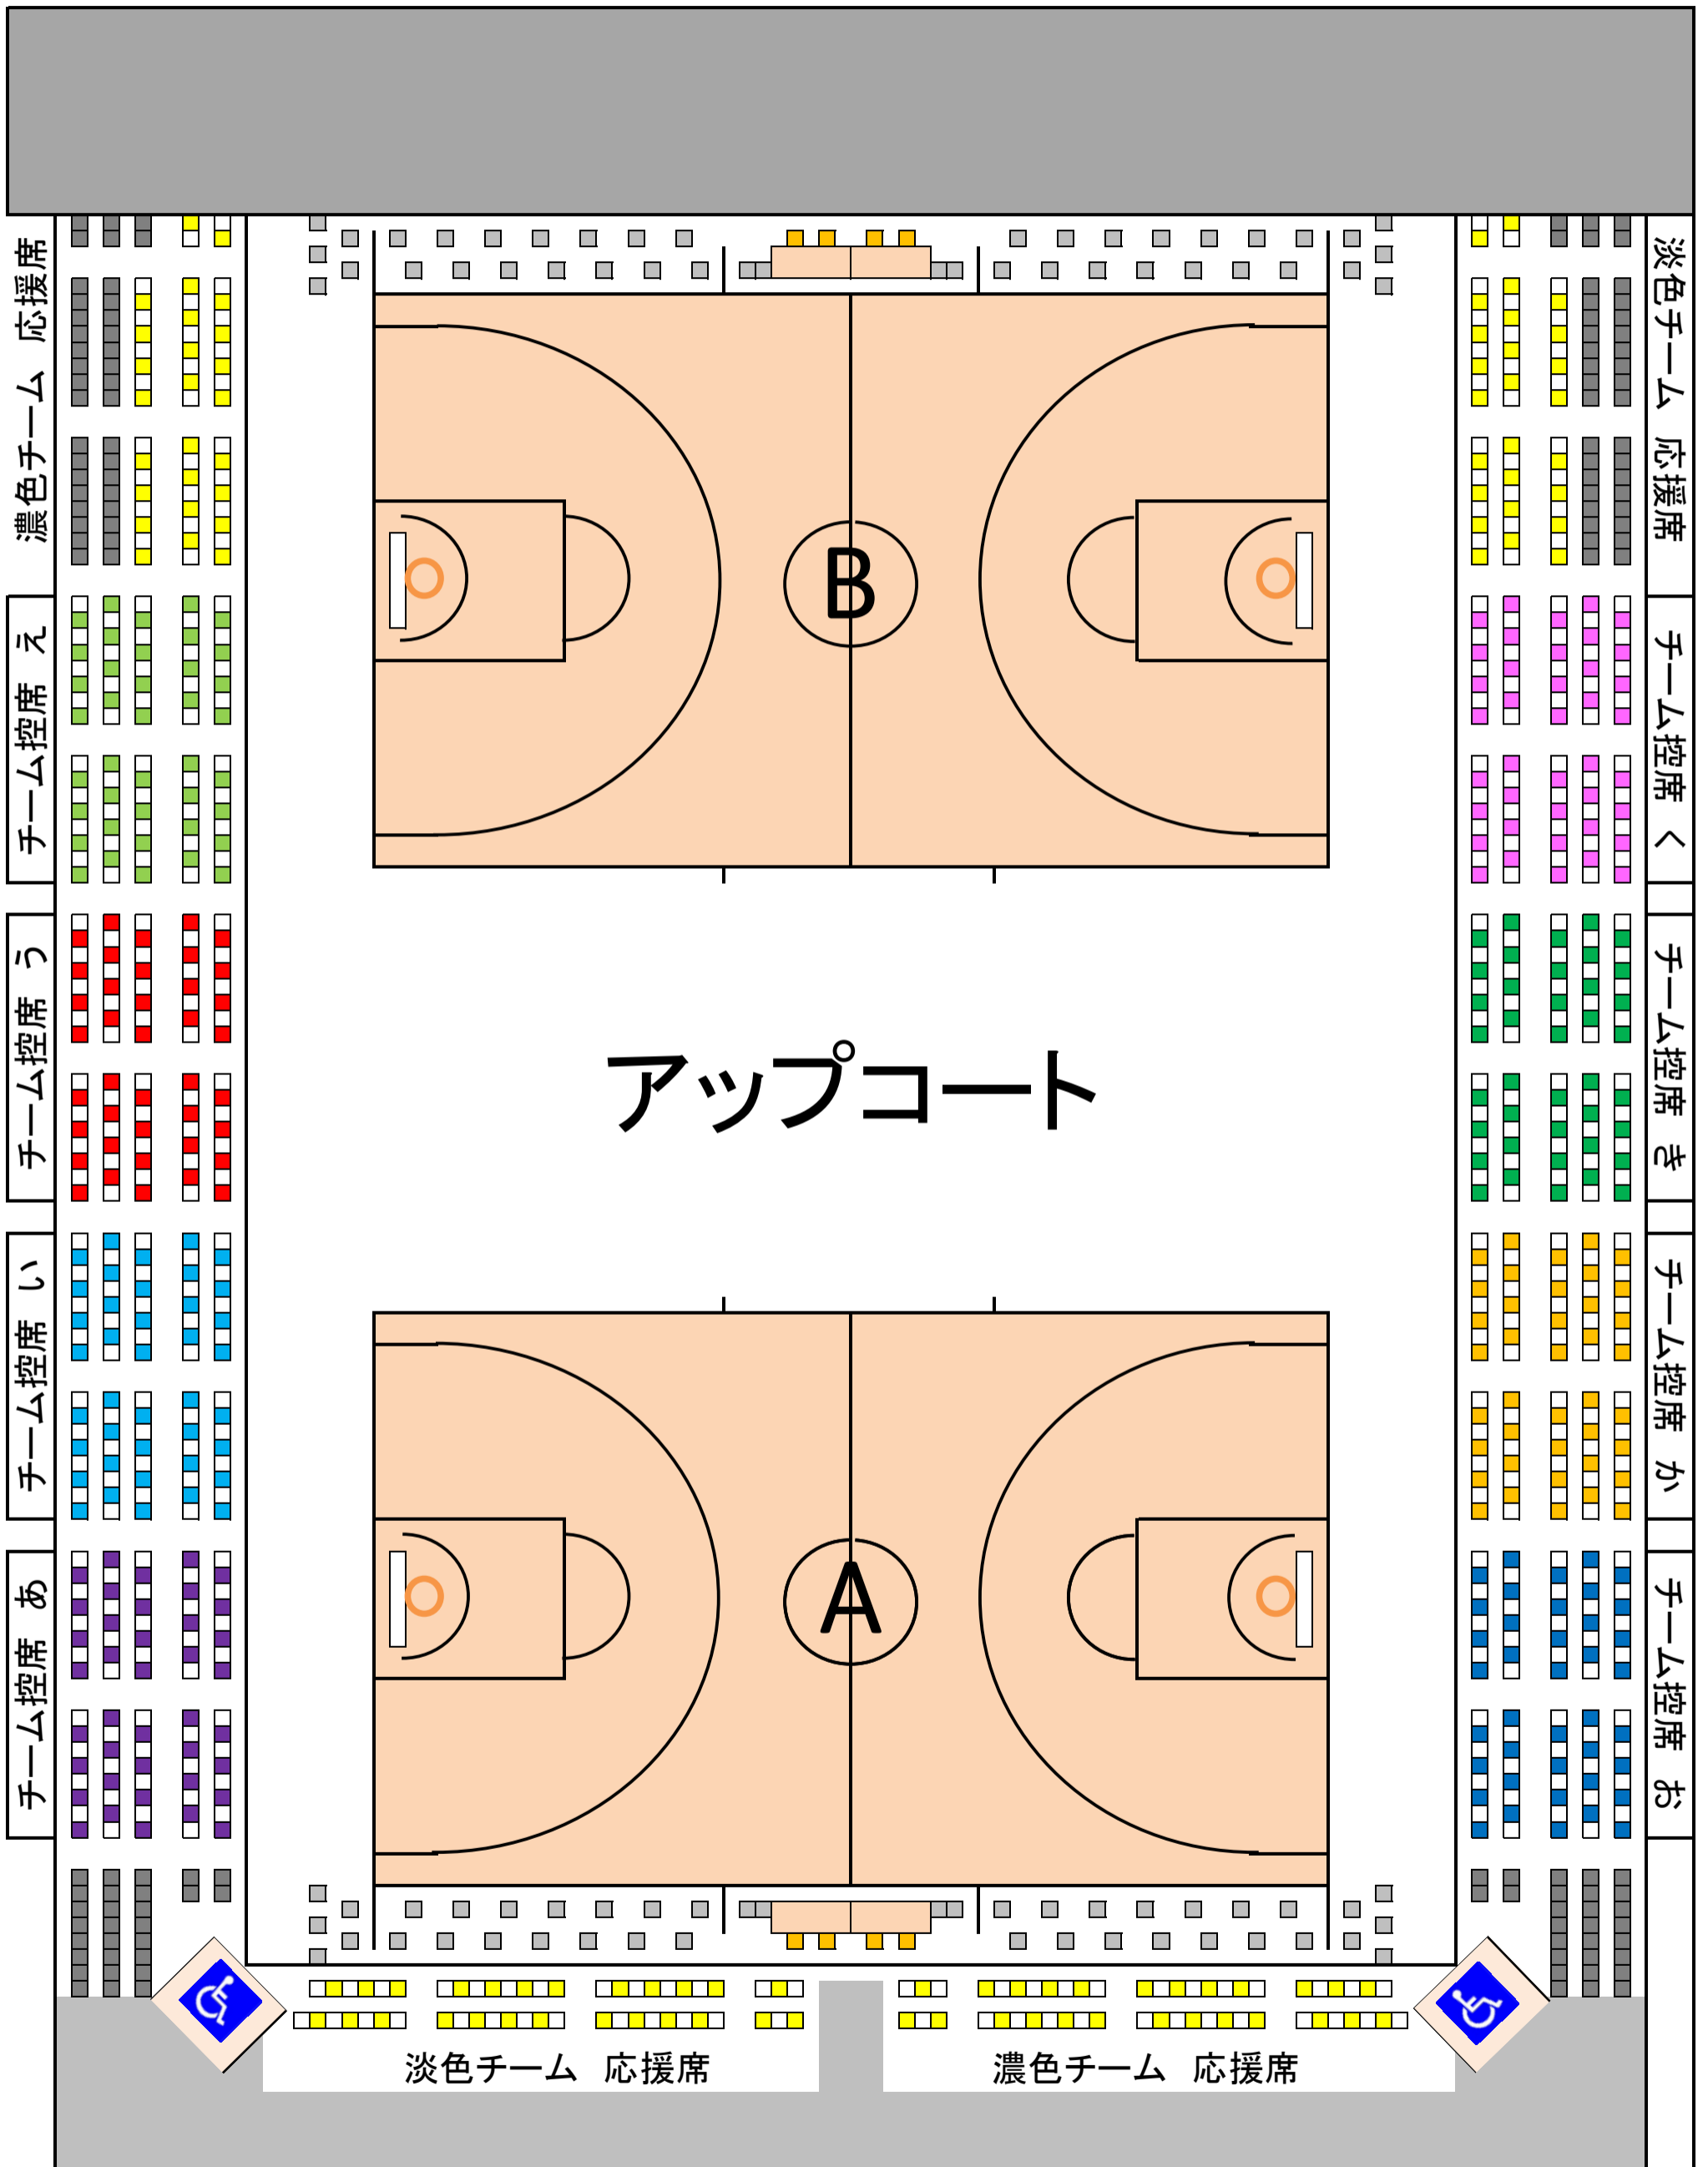 濃色チーム 応援席
淡色チーム 応援席
B
チーム控席 え
チーム控席 く
チーム控席 う
アップコート
チーム控席 き
チーム控席 い
チーム控席 か
A
チーム控席 あ
チーム控席 お
淡色チーム 応援席
濃色チーム 応援席